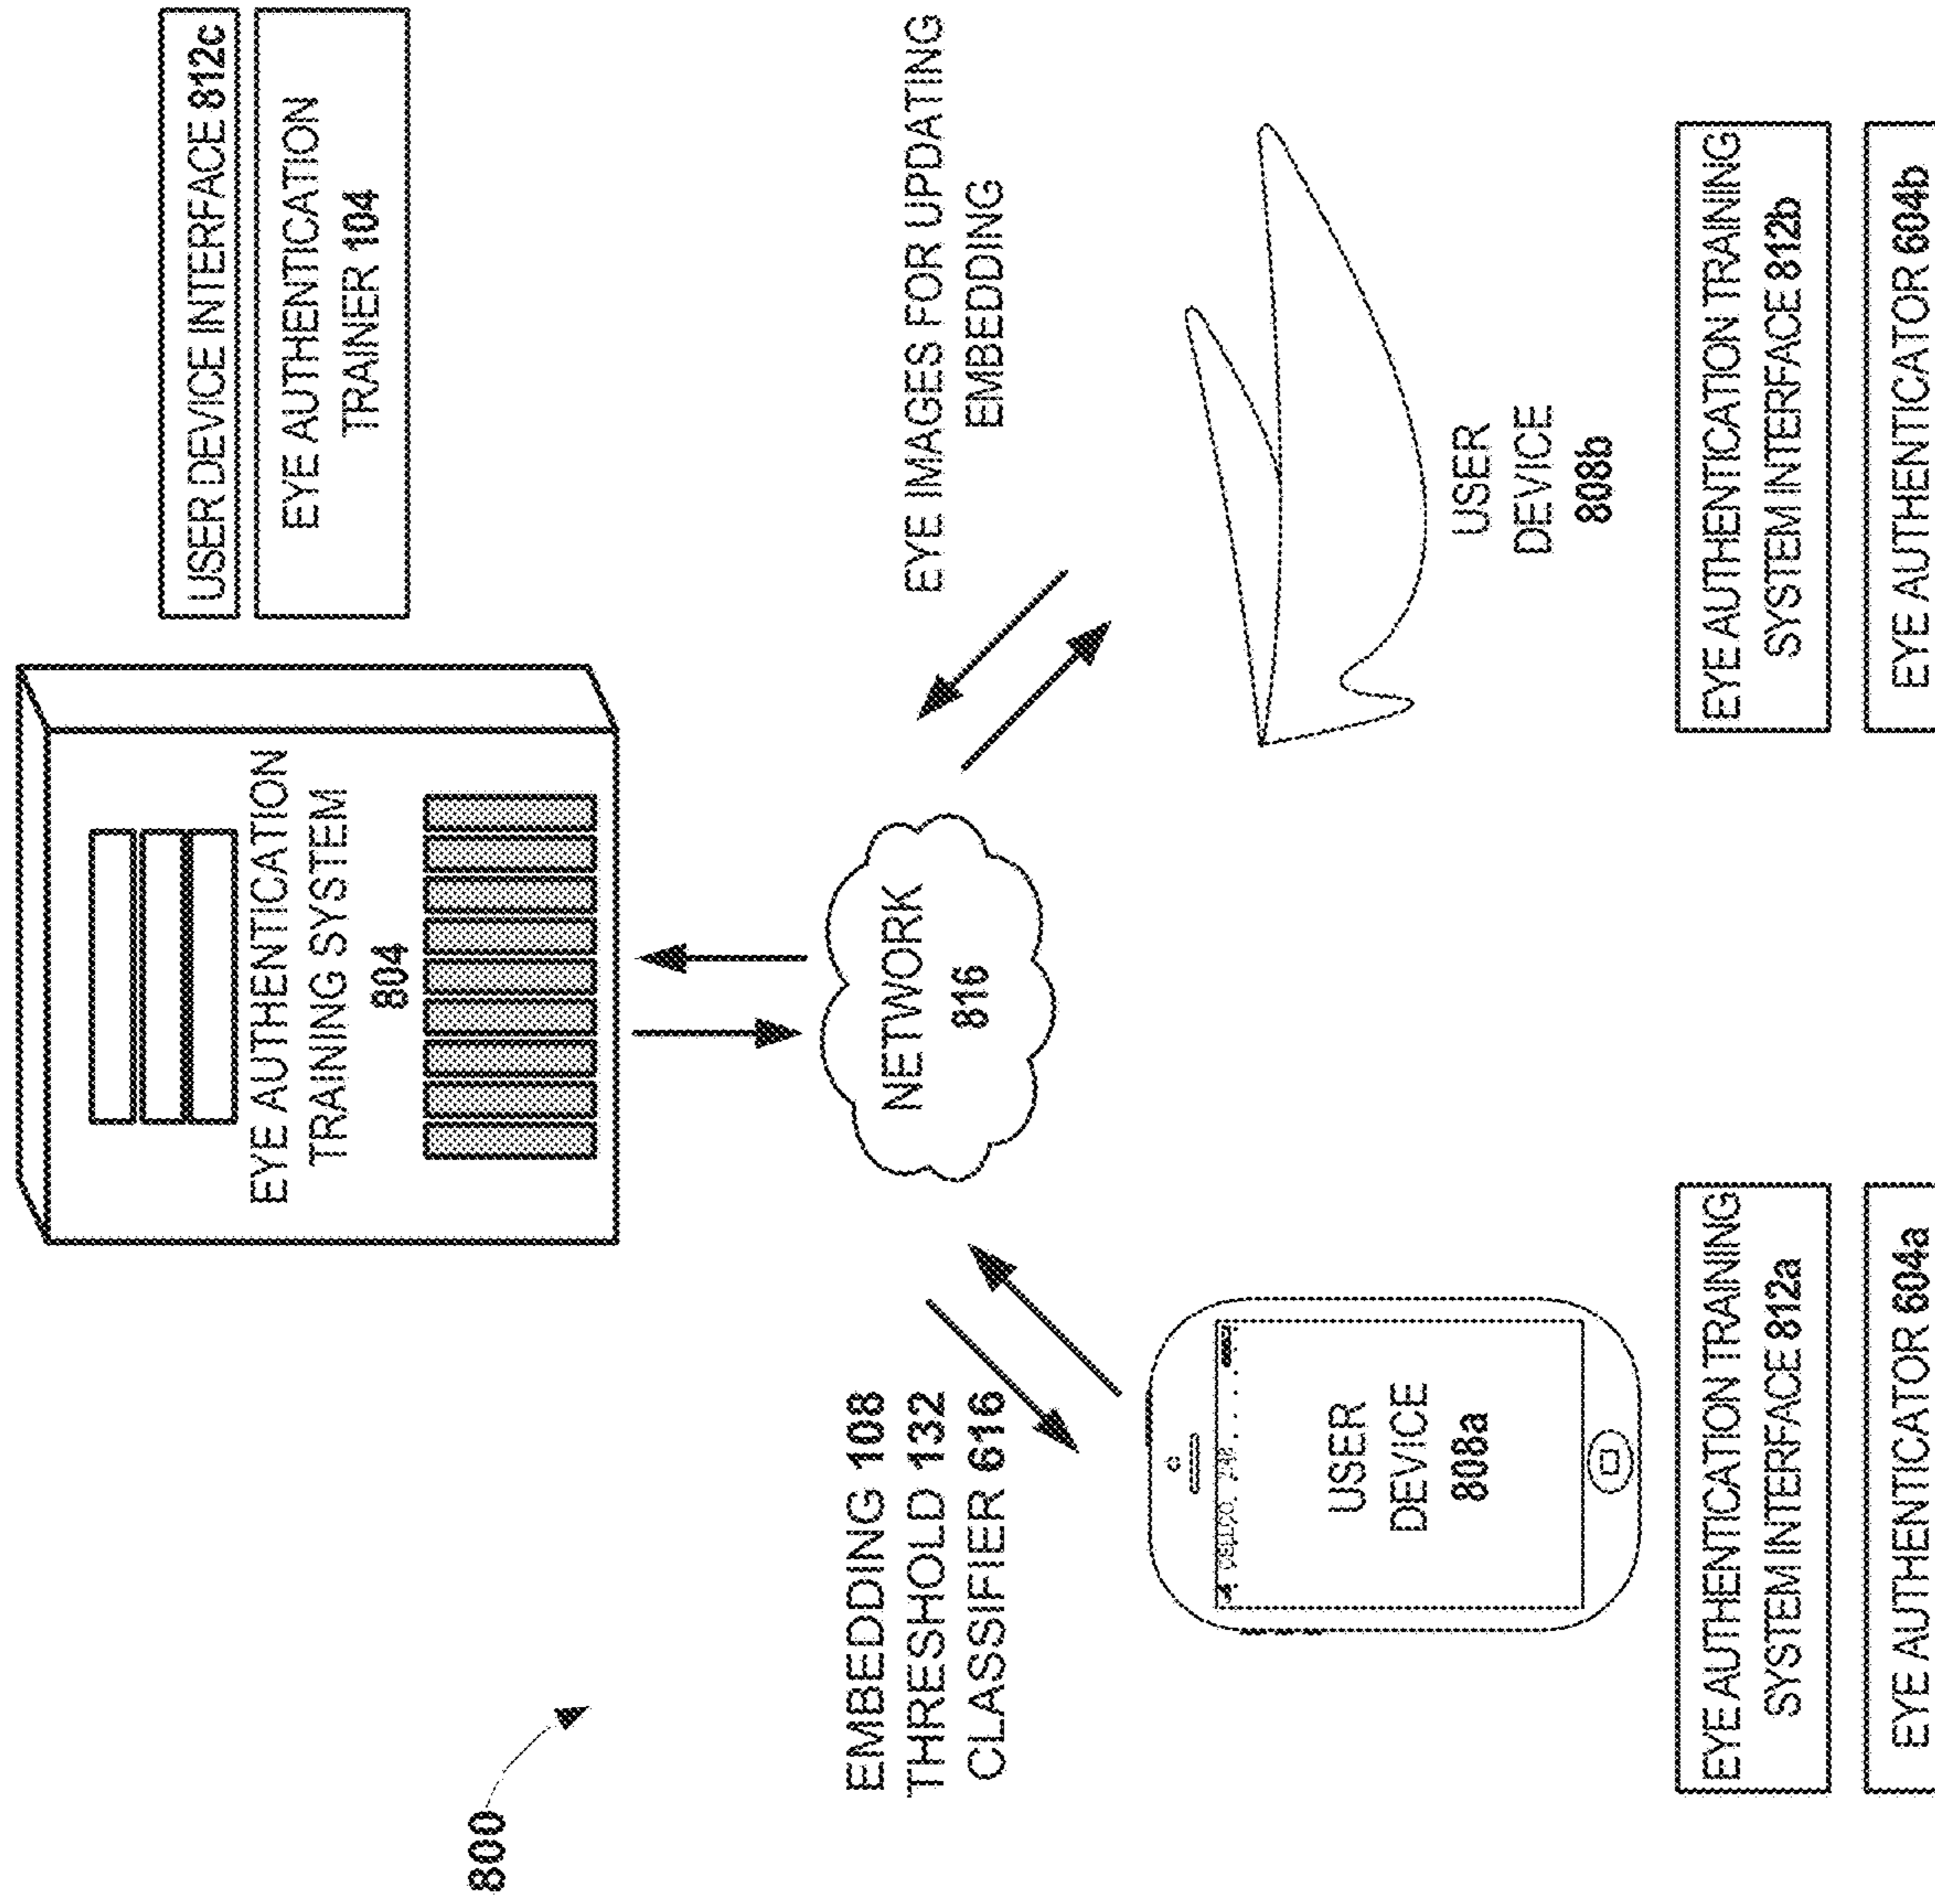 USER DEVICE INTERFACE 812c
EYE AUTHENTICATION
TRAINER 104
EYE AUTHENTICATION
TRAINING SYSTEM
804
800
NETWORK
816
EMBEDDING 108
THRESHOLD 132
CLASSIFIER 616
EYE IMAGES FOR UPDATING
EMBEDDING
USER
DEVICE
808a
USER
DEVICE
808b
EYE AUTHENTICATION TRAINING
SYSTEM INTERFACE 812a
EYE AUTHENTICATOR 604a
EYE AUTHENTICATION TRAINING
SYSTEM INTERFACE 812b
EYE AUTHENTICATOR 604b